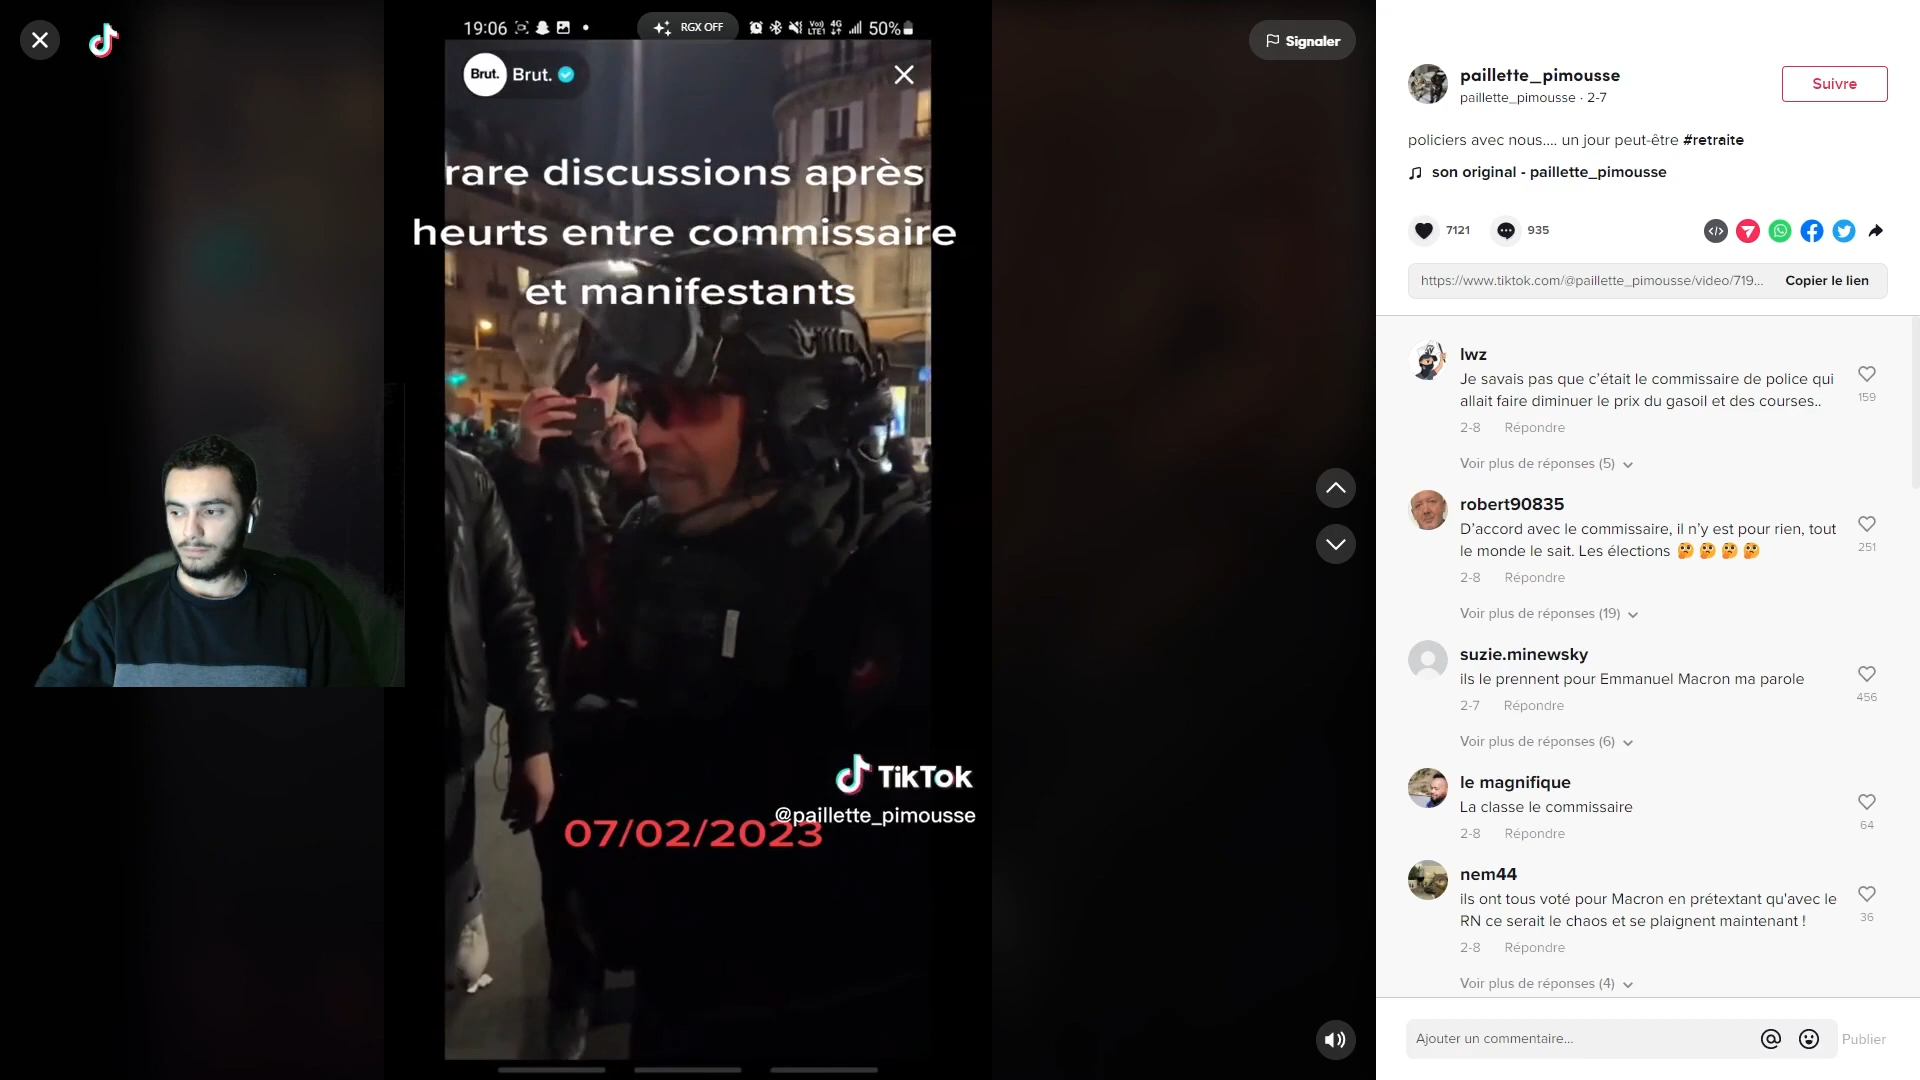 19:06
RGX OFF
Vo))
LTE1
4G
50%
Brut.
Brut.
Signaler
rare discussions après
heurts entre commissaire
et manifestants
TikTok
@paillette_pimousse
07/02/2023
paillette_pimousse
paillette_pimousse · 2-7
Suivre
policiers avec nous.... un jour peut-être #retraite
son original - paillette_pimousse
7121
935
https://www.tiktok.com/@paillette_pimousse/video/719...
Copier le lien
lwz
Je savais pas que c’était le commissaire de police qui
allait faire diminuer le prix du gasoil et des courses..
159
2-8 Répondre
Voir plus de réponses (5)
robert90835
D’accord avec le commissaire, il n’y est pour rien, tout
le monde le sait. Les élections 🤔 🤔 🤔 🤔
251
2-8 Répondre
Voir plus de réponses (19)
suzie.minewsky
ils le prennent pour Emmanuel Macron ma parole
456
2-7 Répondre
Voir plus de réponses (6)
le magnifique
La classe le commissaire
64
2-8 Répondre
nem44
ils ont tous voté pour Macron en prétextant qu'avec le
RN ce serait le chaos et se plaignent maintenant !
36
2-8 Répondre
Voir plus de réponses (4)
Ajouter un commentaire...
Publier